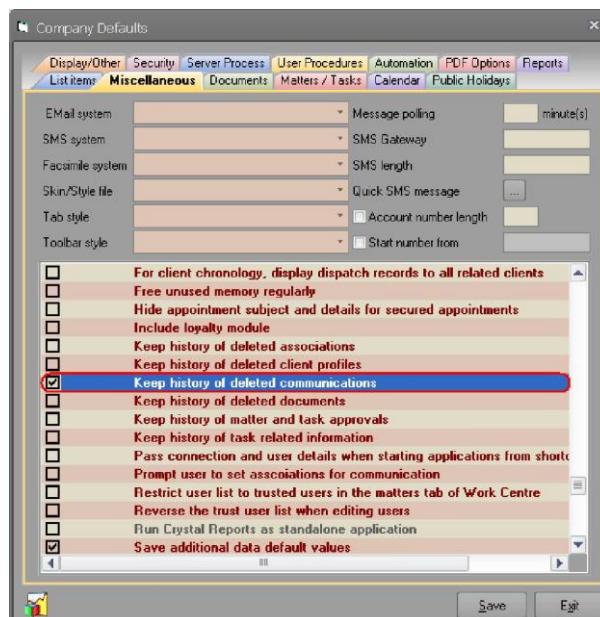 Company Defaults
Display/Other Security Server Process User Procedures Automation PDF Options Reports
List items Miscellaneous Documents Matters / Tasks Calendar Public Holidays
EMail system Message polling minute(s)
SMS system SMS Gateway
Facsimile system SMS length
Skin/Style file Quick SMS message ...
Tab style Account number length
Toolbar style Start number from
For client chronology, display dispatch records to all related clients
Free unused memory regularly
Hide appointment subject and details for secured appointments
Include loyalty module
Keep history of deleted associations
Keep history of deleted client profiles
Keep history of deleted communications
Keep history of deleted documents
Keep history of matter and task approvals
Keep history of task related information
Pass connection and user details when starting applications from shortc
Prompt user to set asscoiations for communication
Restrict user list to trusted users in the matters tab of Work Centre
Reverse the trust user list when editing users
Run Crystal Reports as standalone application
Save additional data default values
Save Exit